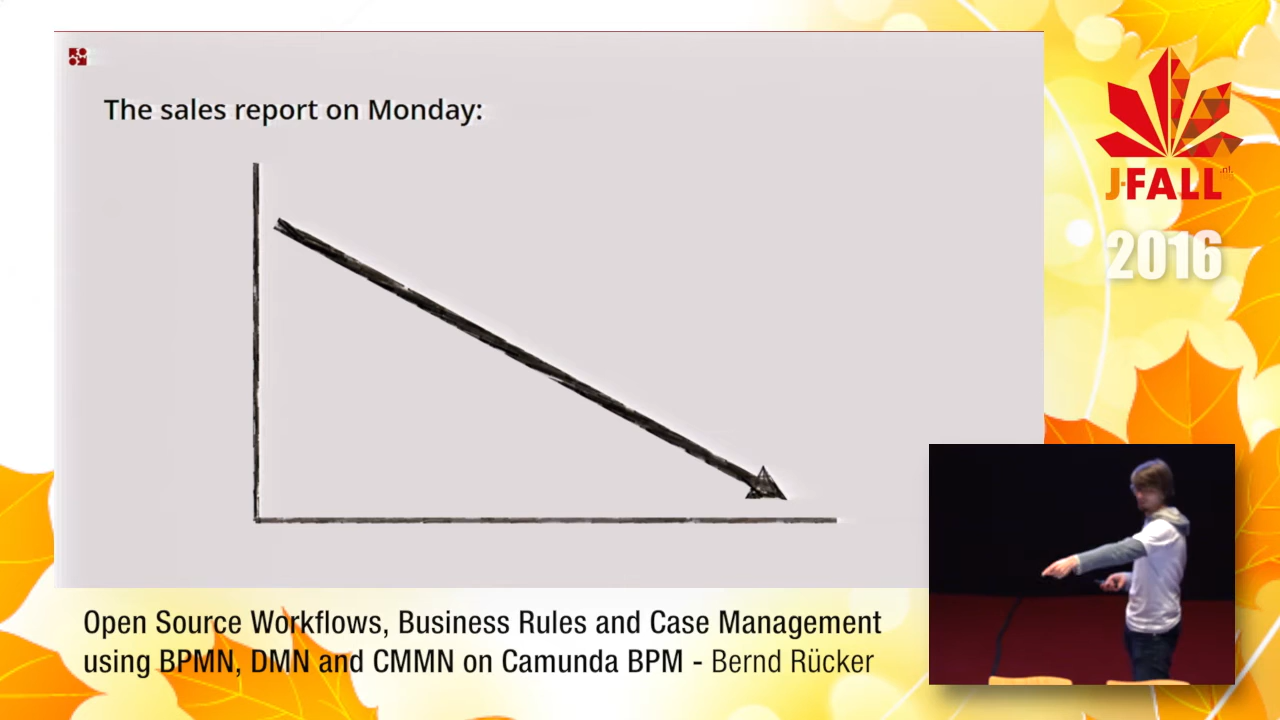 The sales report on Monday:
J-FALL
.nl
2016
Open Source Workflows, Business Rules and Case Management
using BPMN, DMN and CMMN on Camunda BPM - Bernd Rücker